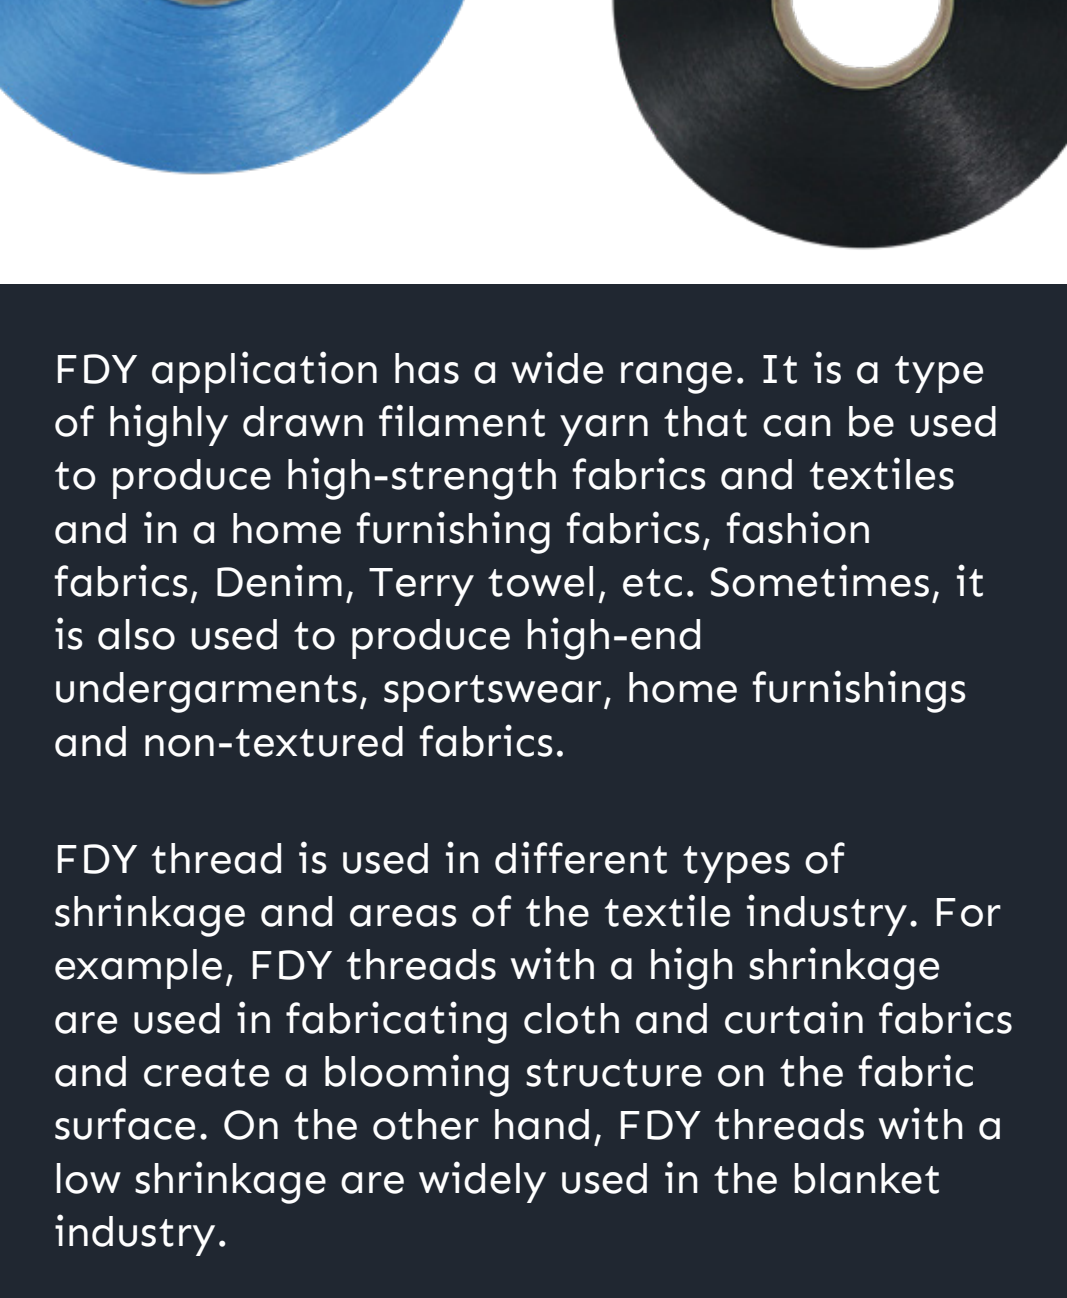 FDY application has a wide range. It is a type
of highly drawn filament yarn that can be used
to produce high-strength fabrics and textiles
and in a home furnishing fabrics, fashion
fabrics, Denim, Terry towel, etc. Sometimes, it
is also used to produce high-end
undergarments, sportswear, home furnishings
and non-textured fabrics.
FDY thread is used in different types of
shrinkage and areas of the textile industry. For
example, FDY threads with a high shrinkage
are used in fabricating cloth and curtain fabrics
and create a blooming structure on the fabric
surface. On the other hand, FDY threads with a
low shrinkage are widely used in the blanket
industry.